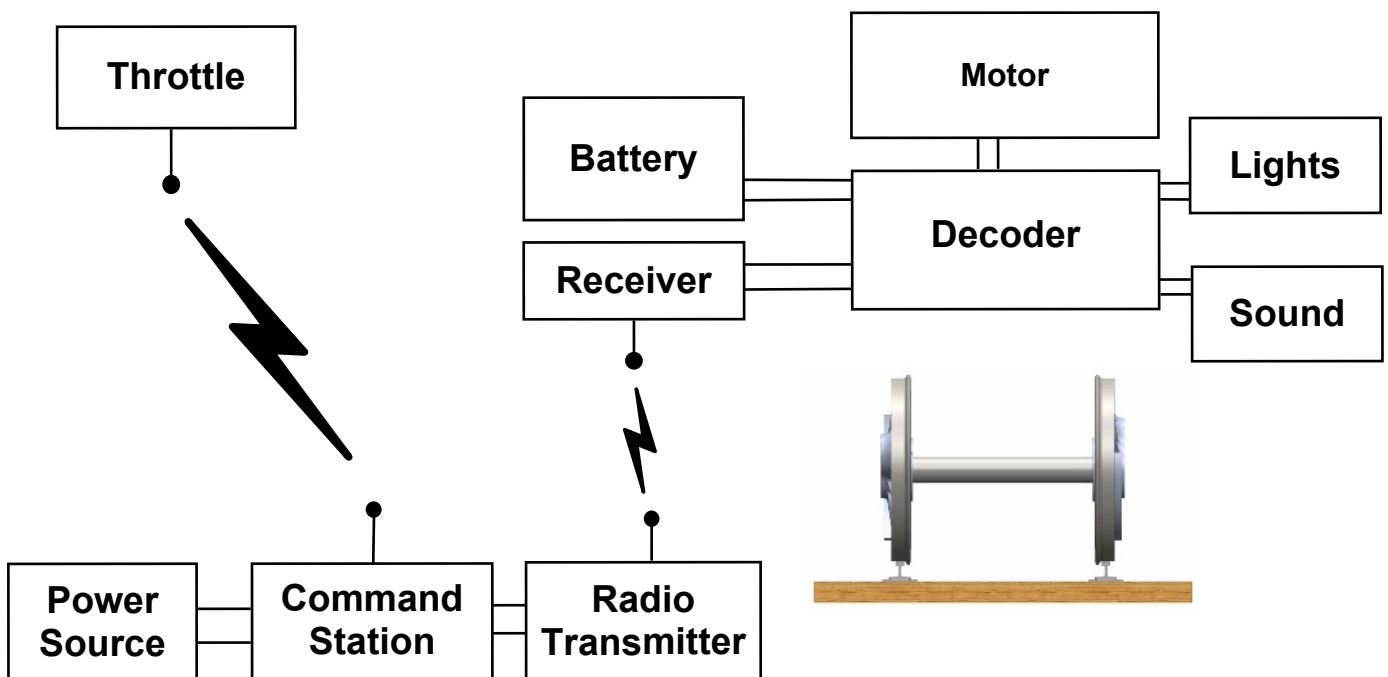 Throttle
Motor
Battery
Lights
Decoder
Receiver
Sound
Power
Source
Command
Station
Radio
Transmitter